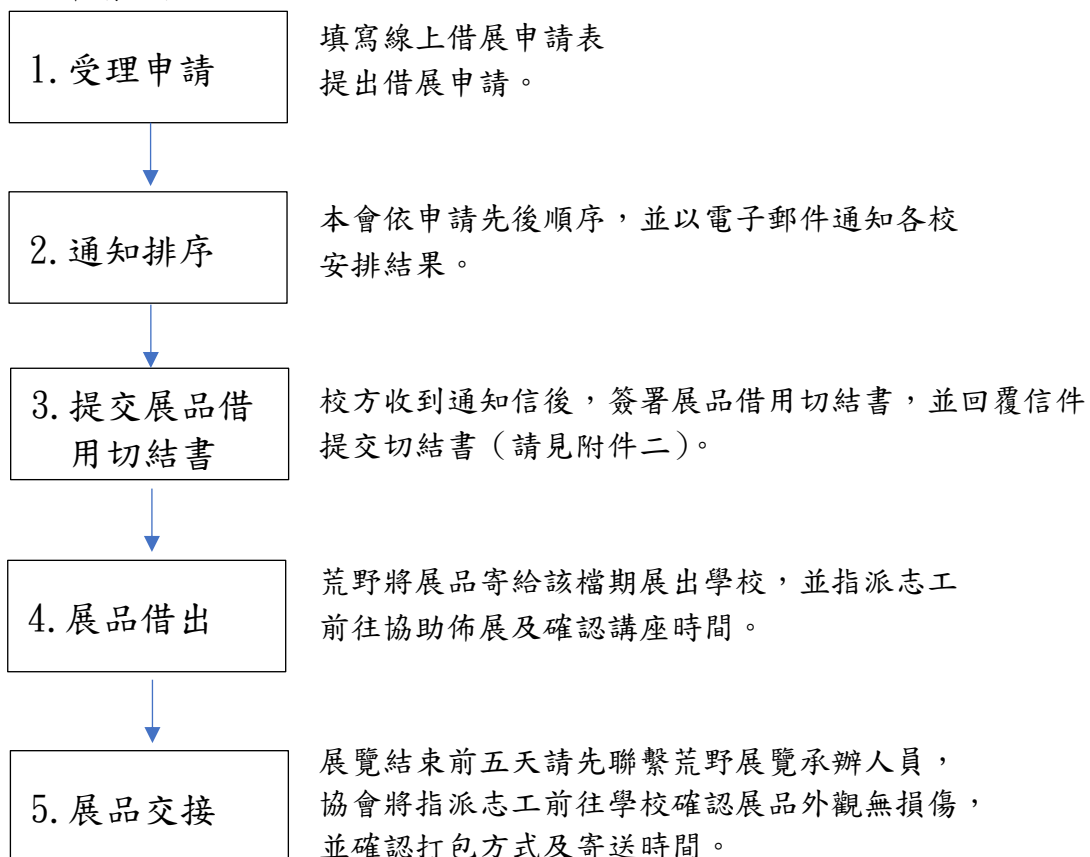 1.受理申請
填寫線上借展申請表
提出借展申請。
2.通知排序
本會依申請先後順序,並以電子郵件通知各校
安排結果。
3.提交展品借
用切結書
校方收到通知信後,簽署展品借用切結書,並回覆信件
提交切結書(請見附件二)。
4.展品借出
荒野將展品寄給該檔期展出學校,並指派志工
前往協助佈展及確認講座時間。
5.展品交接
展覽結束前五天請先聯繫荒野展覽承辦人員,
協會將指派志工前往學校確認展品外觀無損傷,
並確認打包方式及寄送時間。